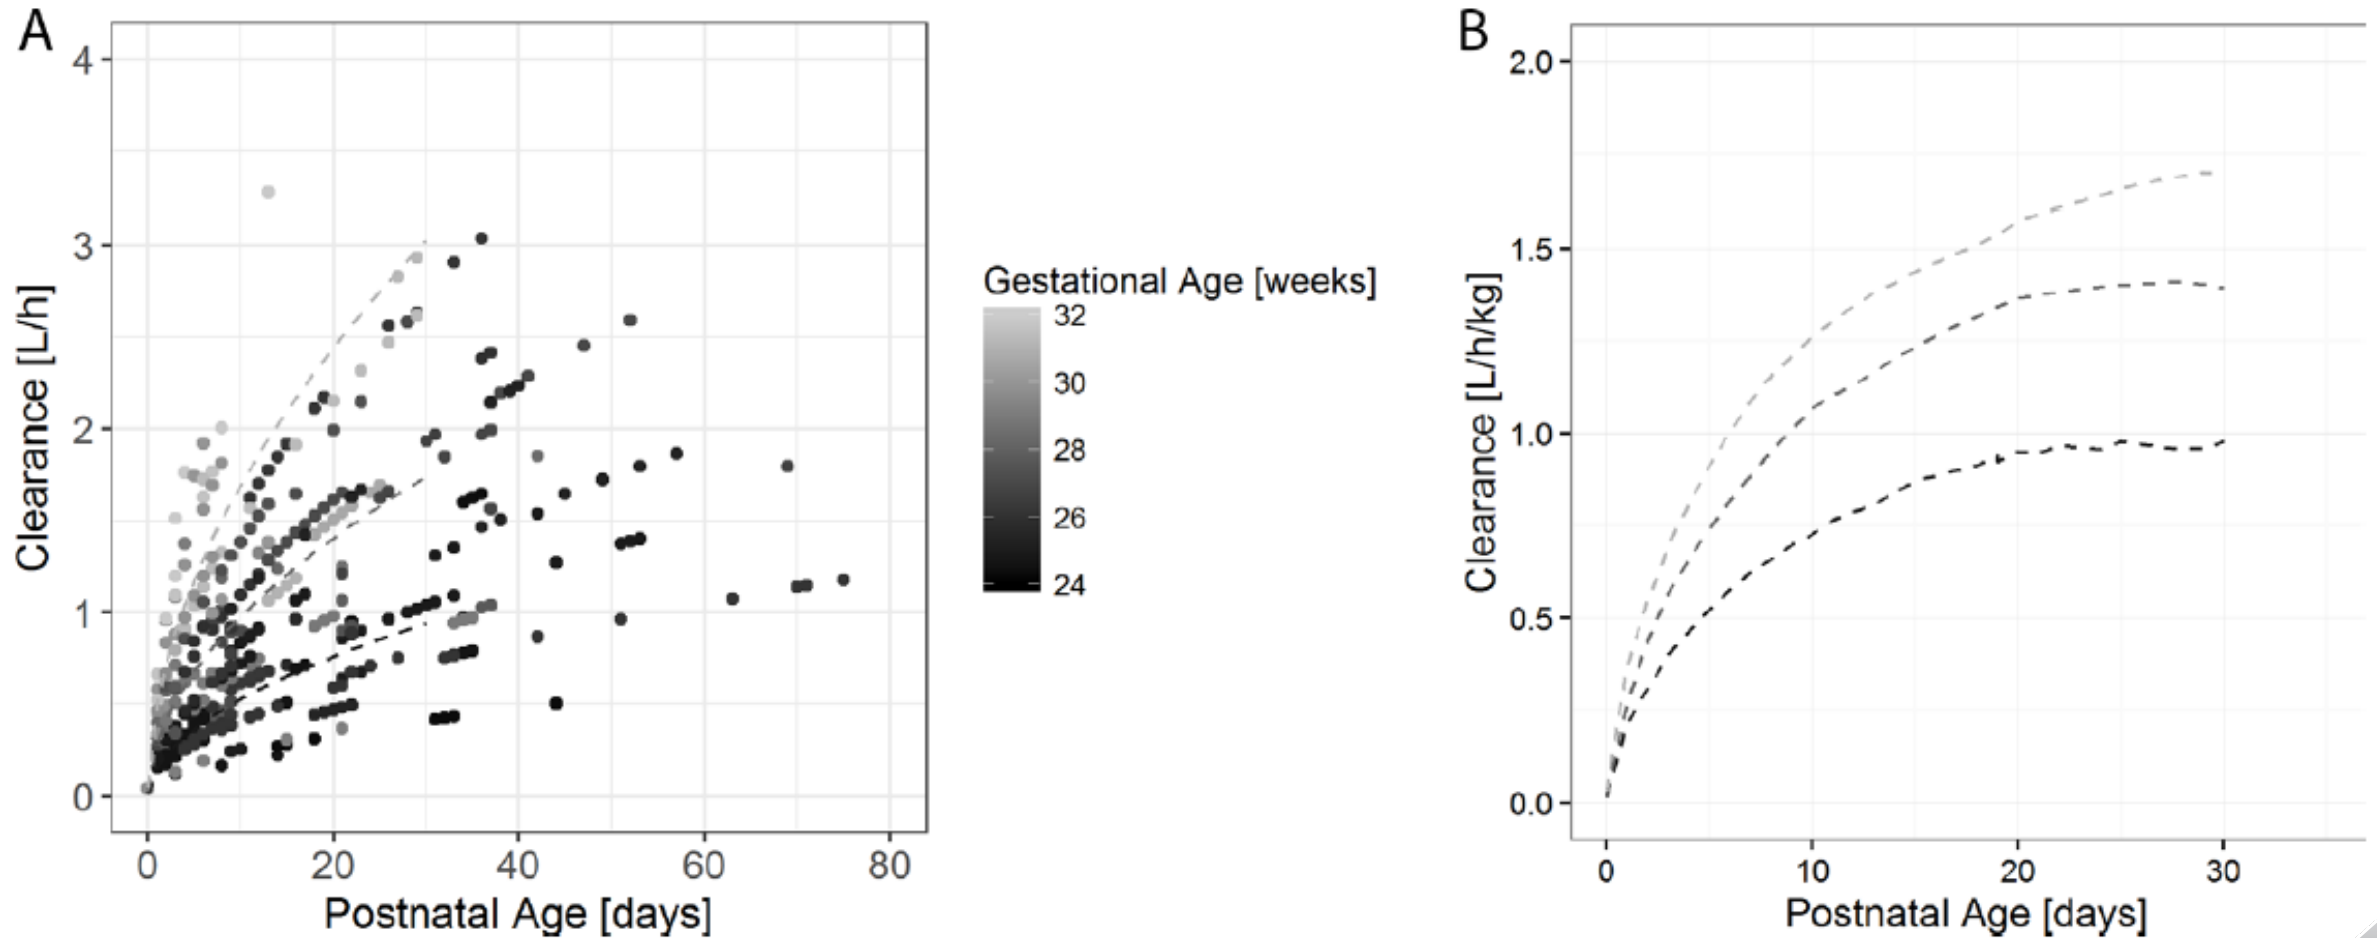 A
Clearance [L/h]
4
3
2
1
0
0 20 40 60 80
Postnatal Age [days]
Gestational Age [weeks]
32
30
28
26
24
B
Clearance [L/h/kg]
2.0
1.5
1.0
0.5
0.0
0 10 20 30
Postnatal Age [days]